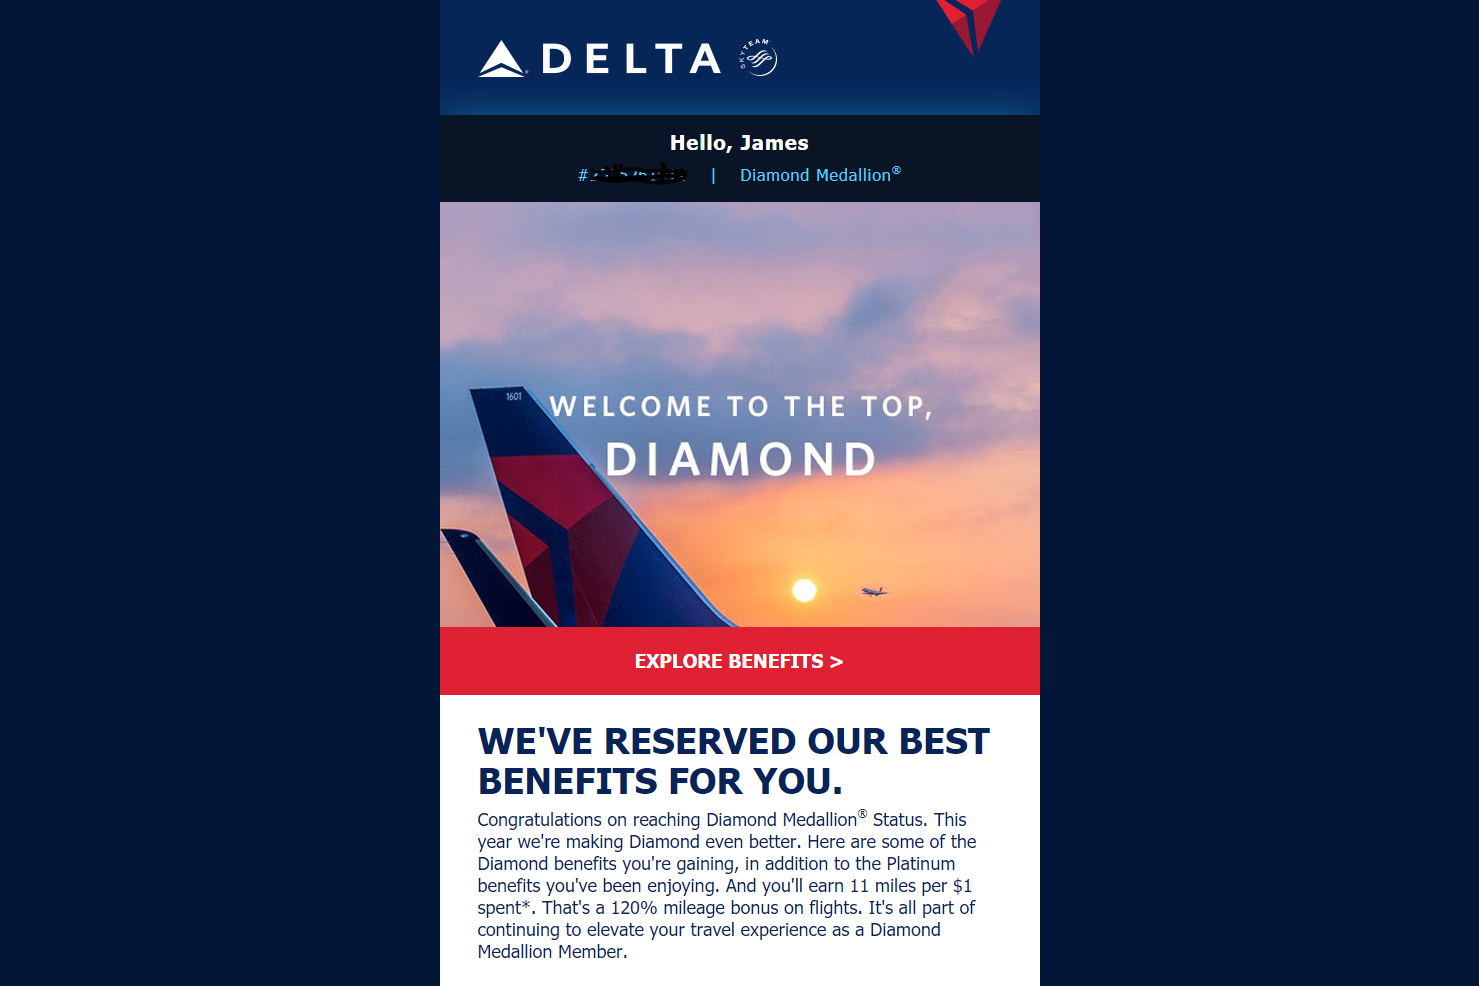 DELTA SKYTEAM
Hello, James
# | Diamond Medallion®
1601
WELCOME TO THE TOP,
DIAMOND
EXPLORE BENEFITS >
WE'VE RESERVED OUR BEST
BENEFITS FOR YOU.
Congratulations on reaching Diamond Medallion® Status. This
year we're making Diamond even better. Here are some of the
Diamond benefits you're gaining, in addition to the Platinum
benefits you've been enjoying. And you'll earn 11 miles per $1
spent*. That's a 120% mileage bonus on flights. It's all part of
continuing to elevate your travel experience as a Diamond
Medallion Member.